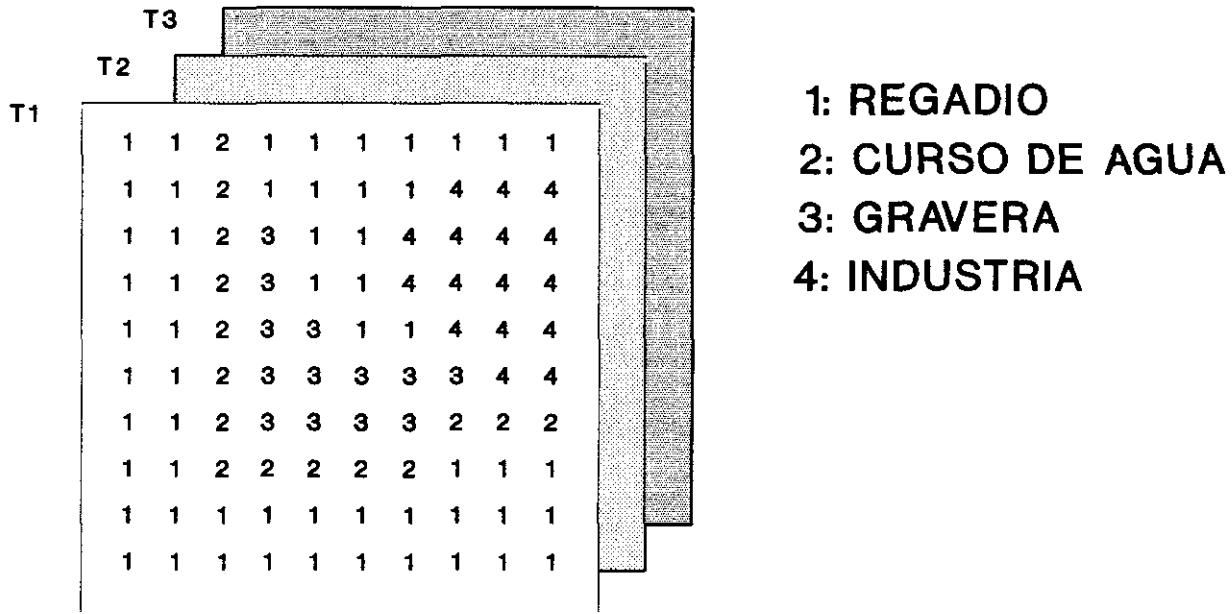 T3
T2
T1
1 1 2 1 1 1 1 1 1 1
1 1 2 1 1 1 1 4 4 4
1 1 2 3 1 1 4 4 4 4
1 1 2 3 1 1 4 4 4 4
1 1 2 3 3 1 1 4 4 4
1 1 2 3 3 3 3 3 4 4
1 1 2 3 3 3 3 2 2 2
1 1 2 2 2 2 2 1 1 1
1 1 1 1 1 1 1 1 1 1
1 1 1 1 1 1 1 1 1 1
1: REGADIO
2: CURSO DE AGUA
3: GRAVERA
4: INDUSTRIA